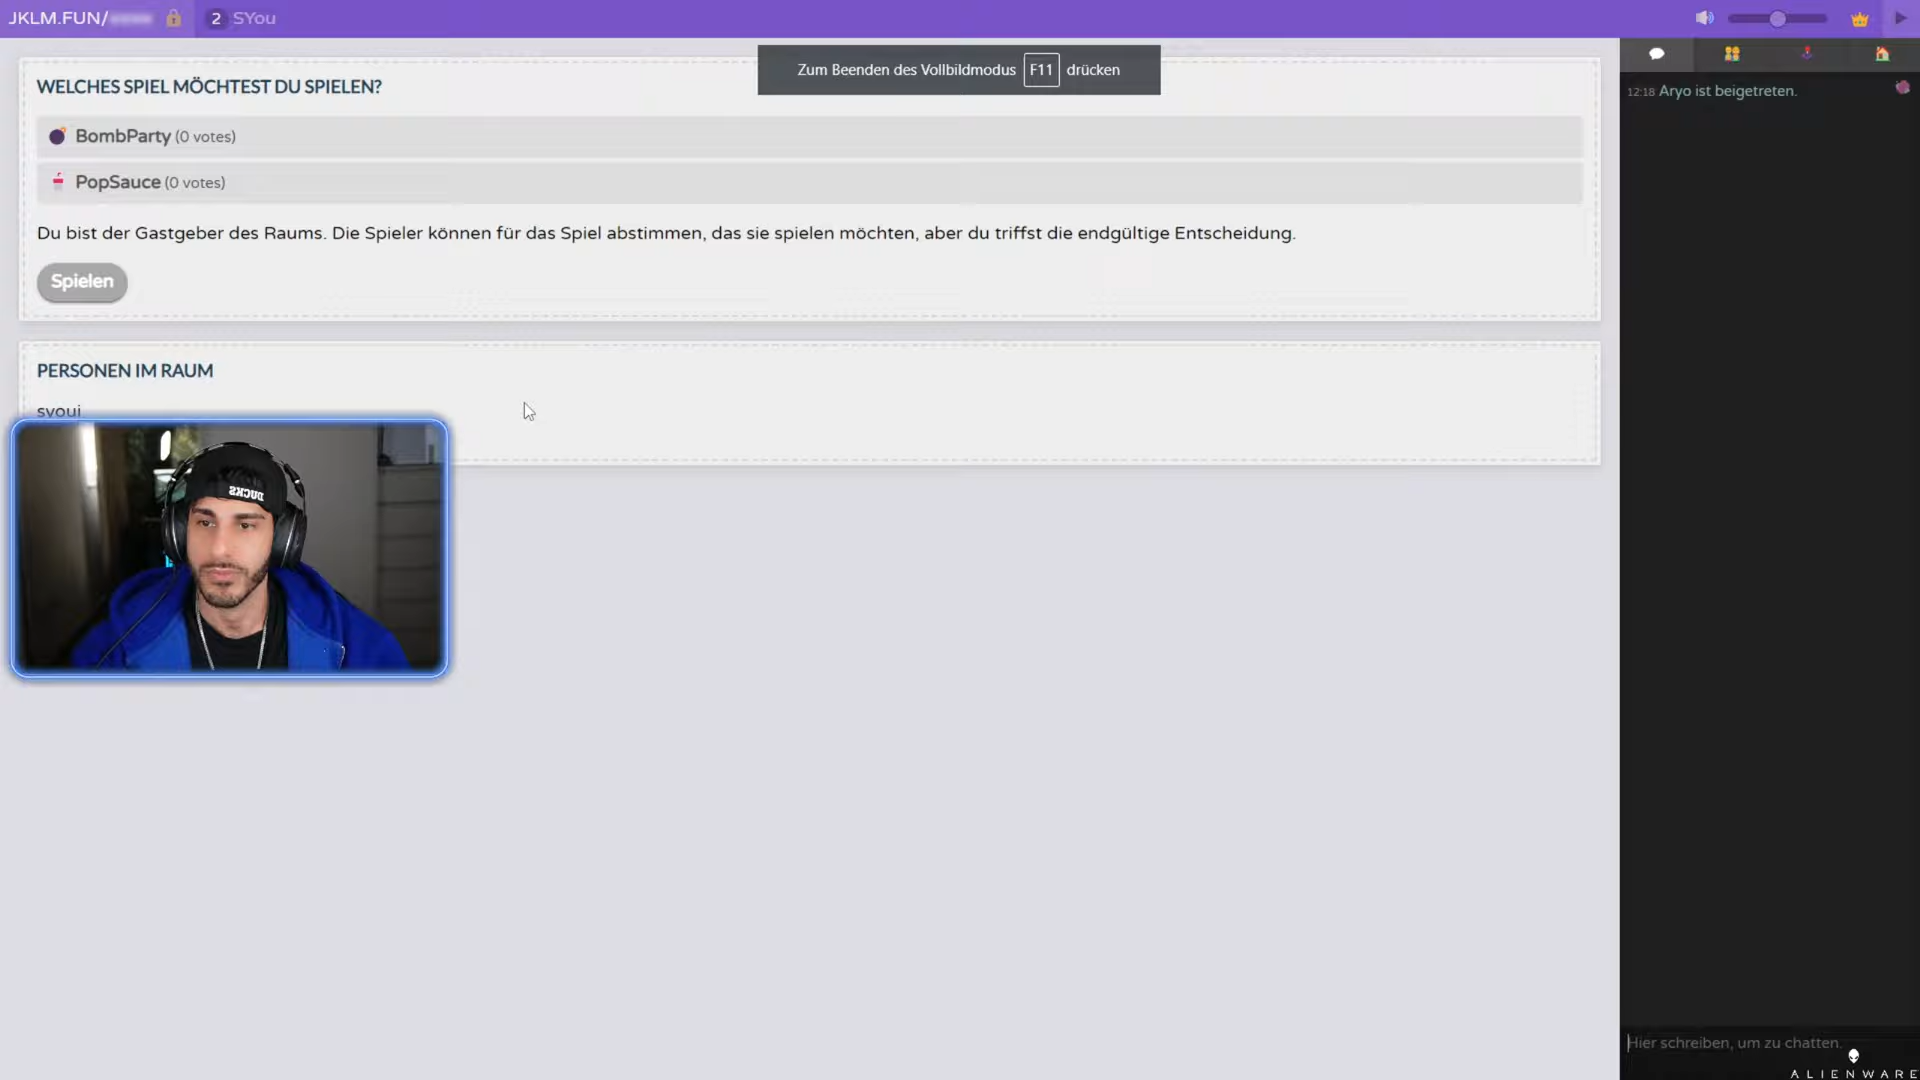 JKLM.FUN/
2 SYou
Zum Beenden des Vollbildmodus F11 drücken
WELCHES SPIEL MÖCHTEST DU SPIELEN?
BombParty (0 votes)
PopSauce (0 votes)
Du bist der Gastgeber des Raums. Die Spieler können für das Spiel abstimmen, das sie spielen möchten, aber du triffst die endgültige Entscheidung.
Spielen
PERSONEN IM RAUM
syoui
DUCKS
12:18 Aryo ist beigetreten.
Hier schreiben, um zu chatten.
ALIENWARE